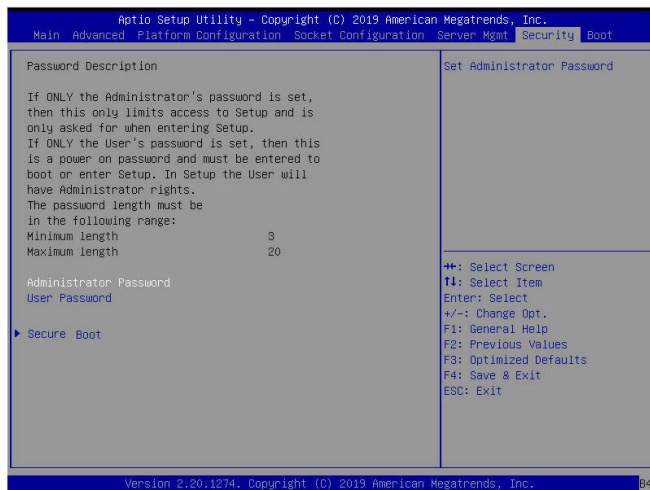 Aptio Setup Utility – Copyright (C) 2019 American Megatrends, Inc.
Main Advanced Platform Configuration Socket Configuration Server Mgmt Security Boot
Password Description
If ONLY the Administrator's password is set,
then this only limits access to Setup and is
only asked for when entering Setup.
If ONLY the User's password is set, then this
is a power on password and must be entered to
boot or enter Setup. In Setup the User will
have Administrator rights.
The password length must be
in the following range:
Minimum length 3
Maximum length 20
Administrator Password
User Password
Secure Boot
Set Administrator Password
→←: Select Screen
↑↓: Select Item
Enter: Select
+/-: Change Opt.
F1: General Help
F2: Previous Values
F3: Optimized Defaults
F4: Save & Exit
ESC: Exit
Version 2.20.1274. Copyright (C) 2019 American Megatrends, Inc.
B4